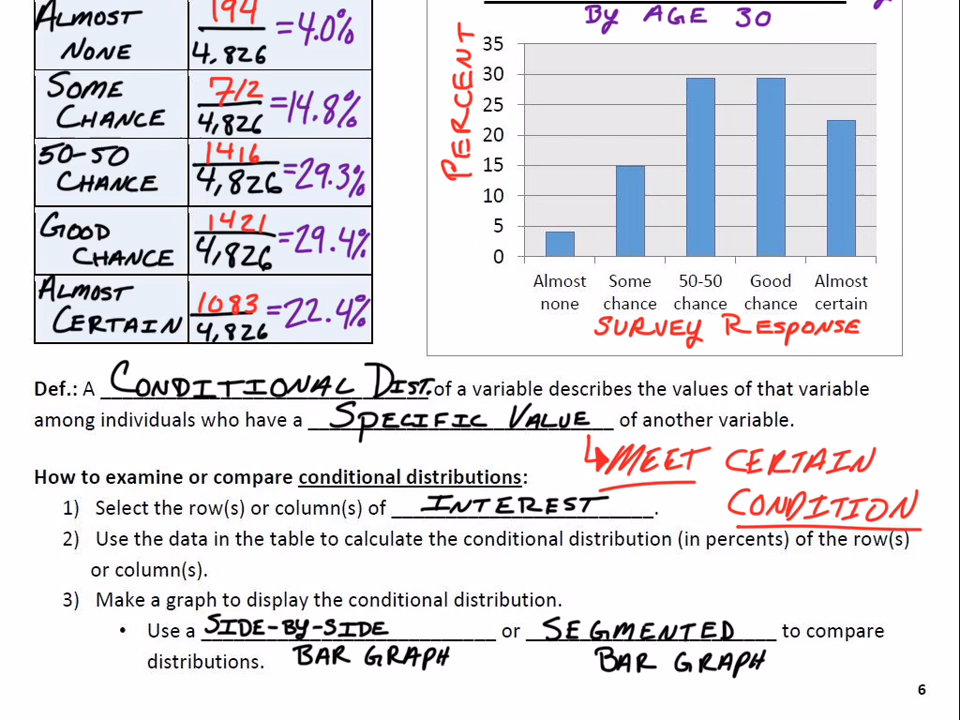 ALMOST NONE
194/4,826 = 4.0%
SOME CHANCE
712/4,826 = 14.8%
50-50 CHANCE
1416/4,826 = 29.3%
GOOD CHANCE
1421/4,826 = 29.4%
ALMOST CERTAIN
1083/4,826 = 22.4%
BY AGE 30
PERCENT
35
30
25
20
15
10
5
0
Almost none
Some chance
50-50 chance
Good chance
Almost certain
SURVEY RESPONSE
Def.: A CONDITIONAL DIST. of a variable describes the values of that variable
among individuals who have a SPECIFIC VALUE of another variable.
MEET CERTAIN
CONDITION
How to examine or compare conditional distributions:
1) Select the row(s) or column(s) of INTEREST.
2) Use the data in the table to calculate the conditional distribution (in percents) of the row(s)
or column(s).
3) Make a graph to display the conditional distribution.
• Use a SIDE-BY-SIDE or SEGMENTED to compare
distributions. BAR GRAPH BAR GRAPH
6